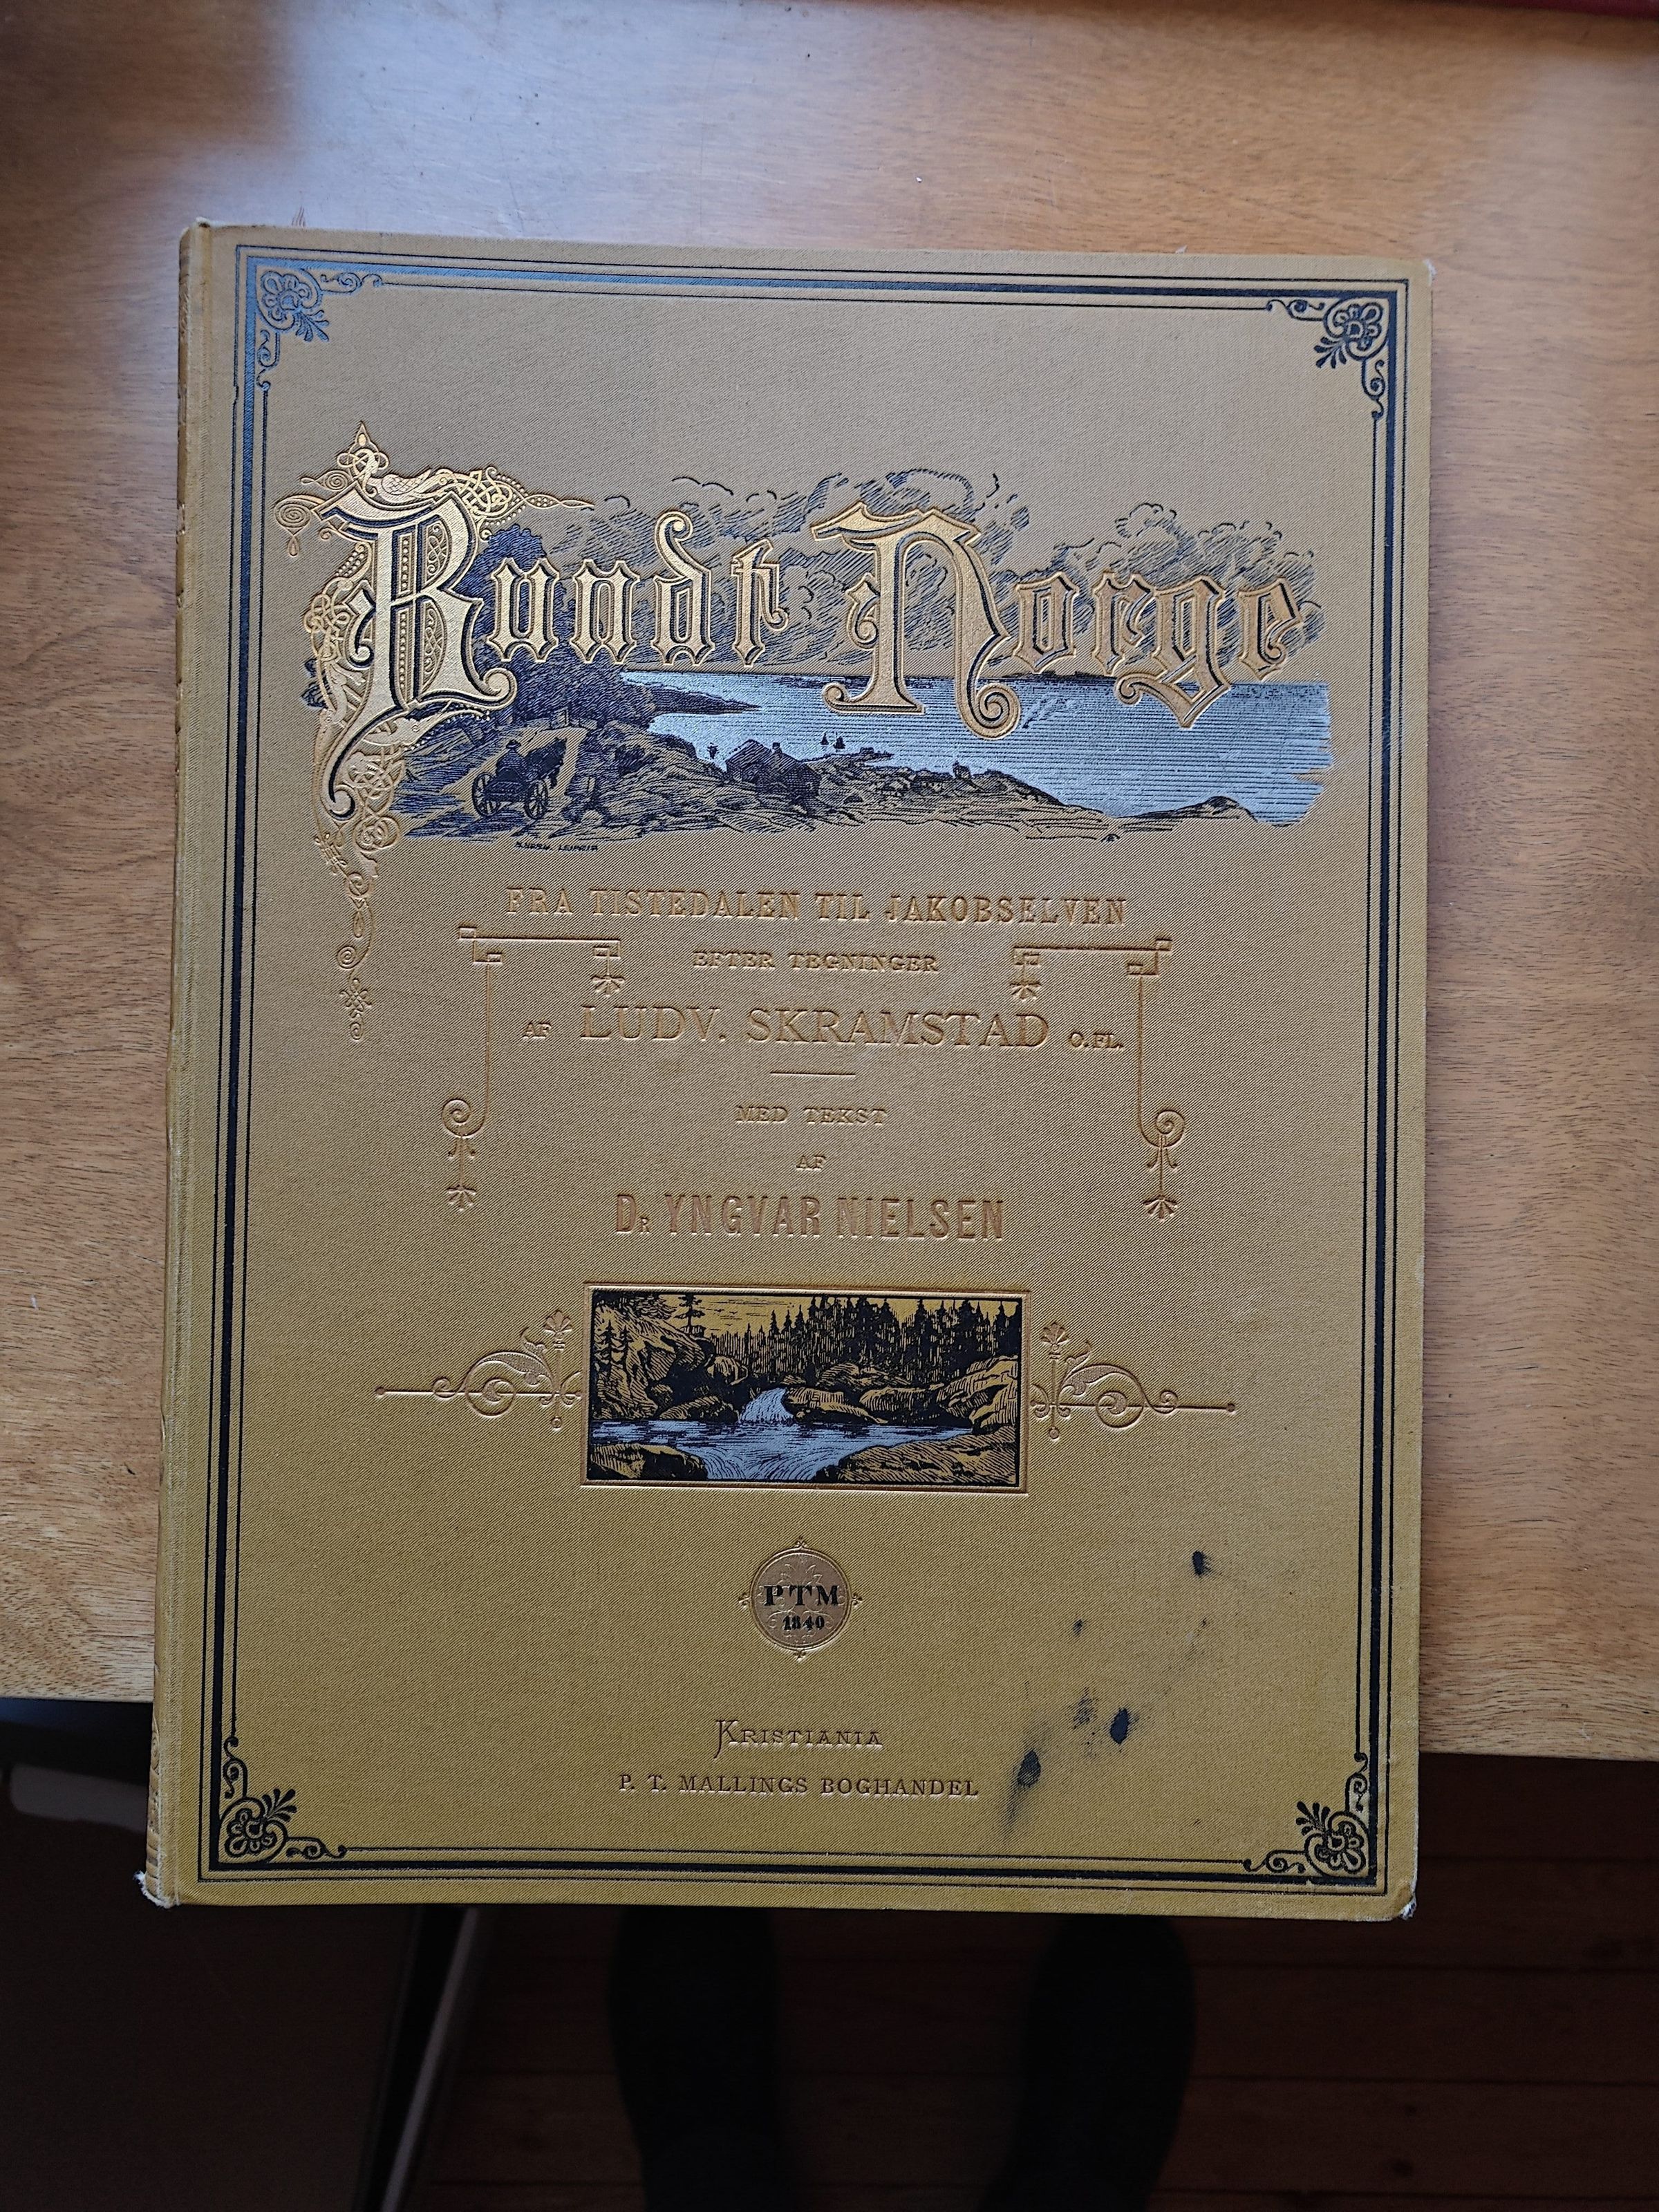 Rundt Norge
LEIPZIG
FRA TISTEDALEN TIL JAKOBSELVEN
EFTER TEGNINGER
AF LUDV. SKRAMSTAD O.FL.
MED TEKST
AF
DR YNGVAR NIELSEN
PTM
1840
KRISTIANIA
P. T. MALLINGS BOGHANDEL